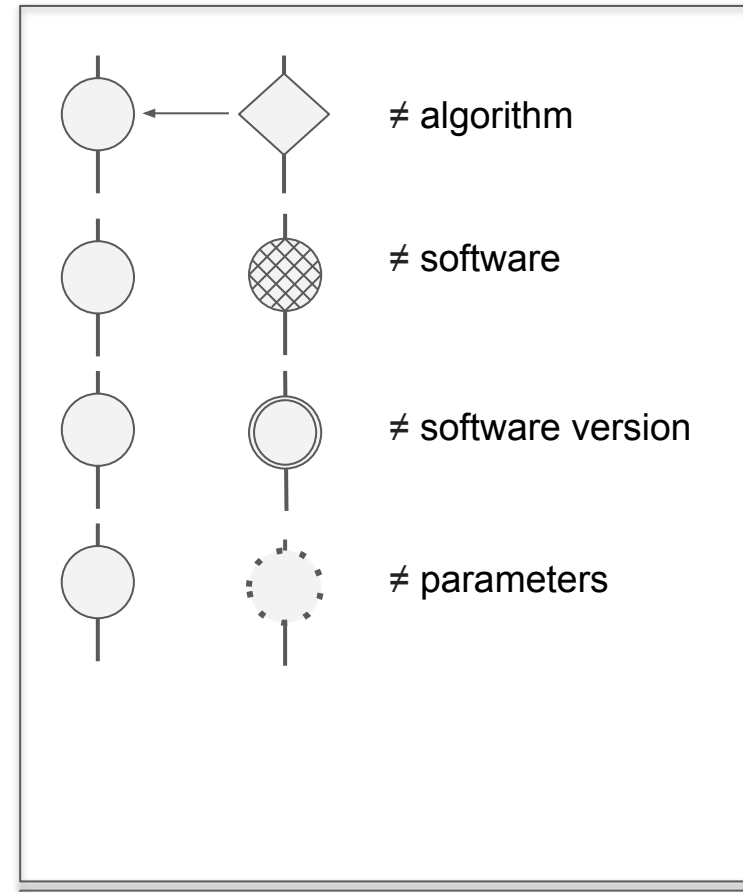 ≠ algorithm
≠ software
≠ software version
≠ parameters